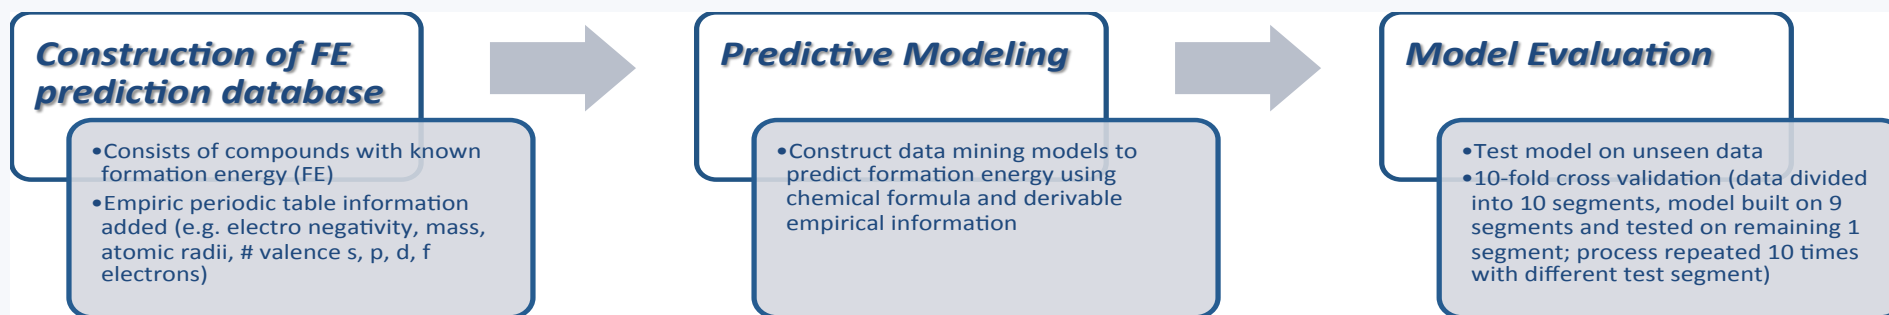 Construction of FE
prediction database
•Consists of compounds with known
formation energy (FE)
•Empiric periodic table information
added (e.g. electro negativity, mass,
atomic radii, # valence s, p, d, f
electrons)
Predictive Modeling
•Construct data mining models to
predict formation energy using
chemical formula and derivable
empirical information
Model Evaluation
•Test model on unseen data
•10-fold cross validation (data divided
into 10 segments, model built on 9
segments and tested on remaining 1
segment; process repeated 10 times
with different test segment)